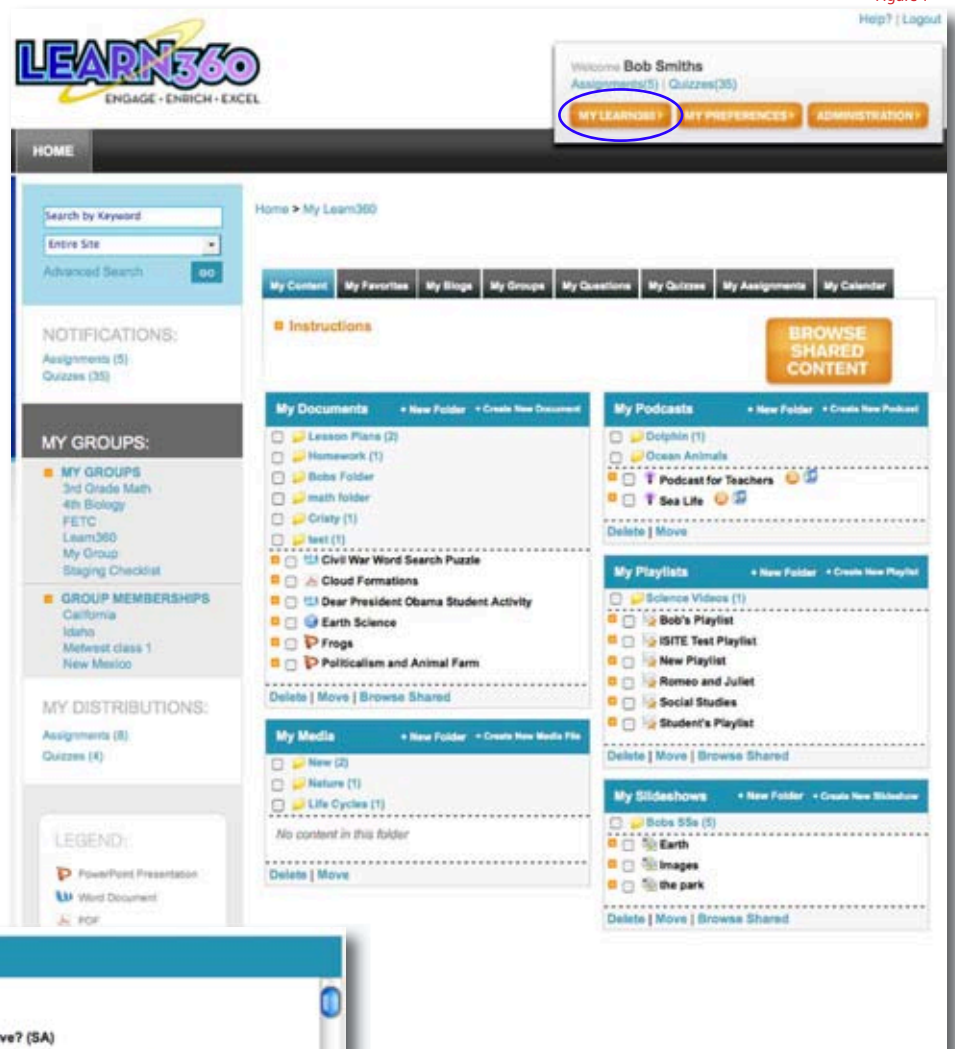 Help? | Logout
LEARN360
ENGAGE • ENRICH • EXCEL
Welcome Bob Smiths
Assignments(5) | Quizzes(35)
MY LEARN360 MY PREFERENCES ADMINISTRATION
HOME
Search by Keyword
Entire Site
Advanced Search GO
NOTIFICATIONS:
Assignments (5)
Quizzes (35)
MY GROUPS:
MY GROUPS
3rd Grade Math
4th Biology
FETC
Learn360
My Group
Staging Checklist
GROUP MEMBERSHIPS
California
Idaho
Metwest class 1
New Mexico
MY DISTRIBUTIONS:
Assignments (8)
Quizzes (4)
LEGEND:
PowerPoint Presentation
Word Document
PDF
Home > My Learn360
My Content My Favorites My Blogs My Groups My Questions My Quizzes My Assignments My Calendar
Instructions
BROWSE
SHARED
CONTENT
My Documents + New Folder + Create New Document
Lesson Plans (2)
Homework (1)
Bobs Folder
math folder
Cristy (1)
test (1)
Civil War Word Search Puzzle
Cloud Formations
Dear President Obama Student Activity
Earth Science
Frogs
Politicalism and Animal Farm
Delete | Move | Browse Shared
My Media + New Folder + Create New Media File
New (2)
Nature (1)
Life Cycles (1)
No content in this folder
Delete | Move
My Podcasts + New Folder + Create New Podcast
Dolphin (1)
Ocean Animals
Podcast for Teachers
Sea Life
Delete | Move
My Playlists + New Folder + Create New Playlist
Science Videos (1)
Bob's Playlist
ISITE Test Playlist
New Playlist
Romeo and Juliet
Social Studies
Student's Playlist
Delete | Move | Browse Shared
My Slideshows + New Folder + Create New Slideshow
Bobs SSs (5)
Earth
Images
the park
Delete | Move | Browse Shared
ve? (SA)